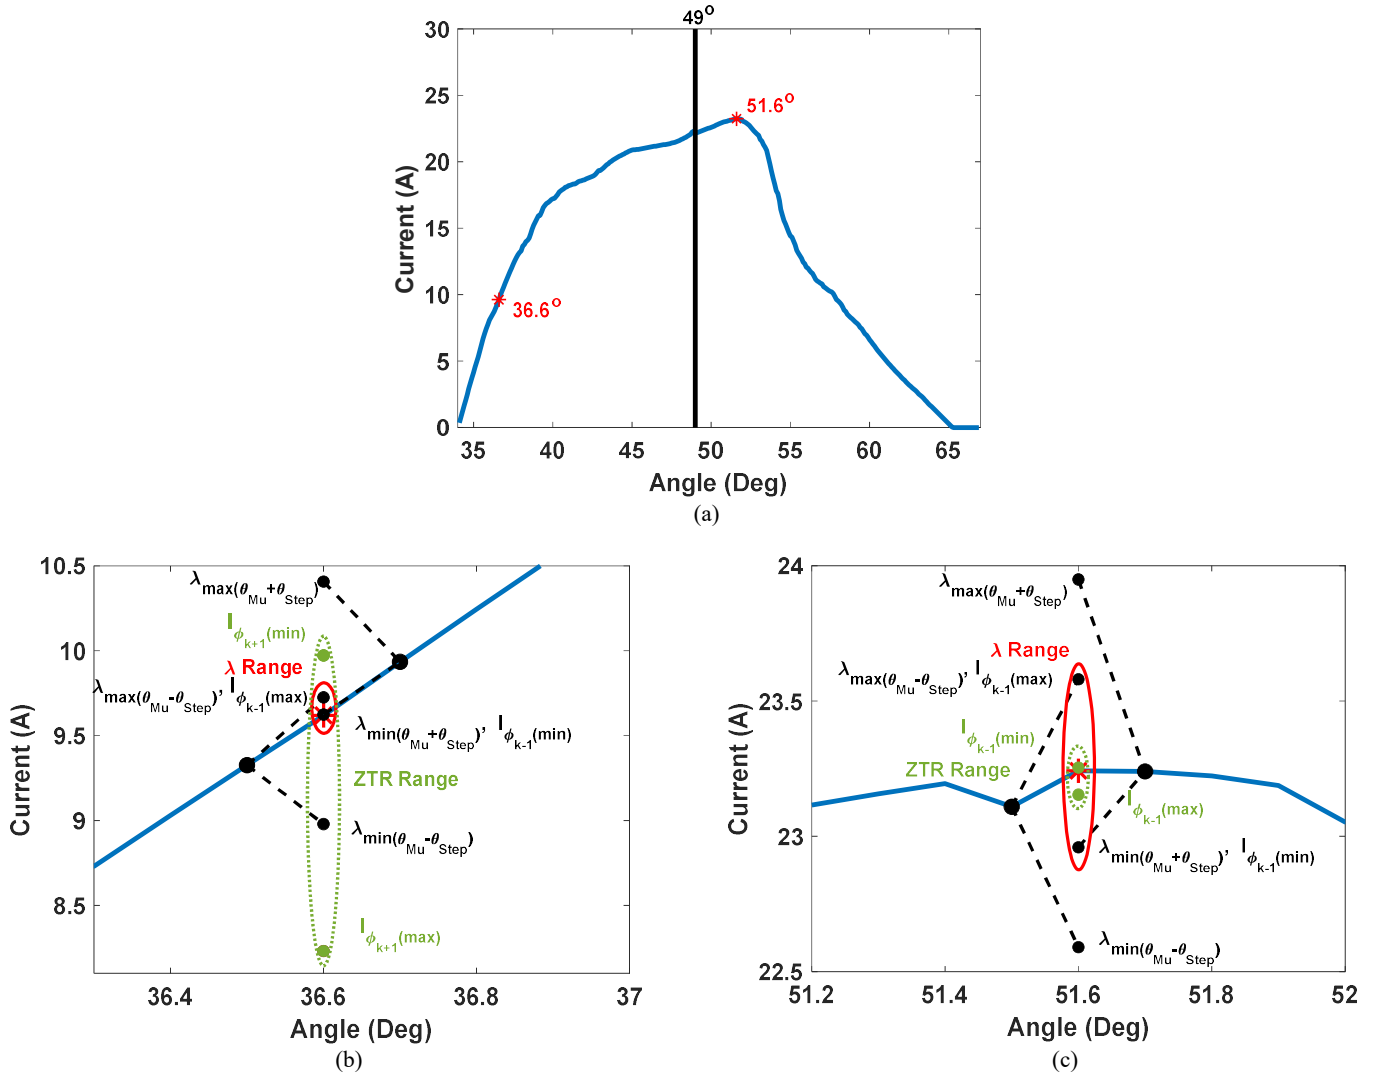 49°
30
25
20
15
10
5
0
51.6°
36.6°
Current (A)
35 40 45 50 55 60 65
Angle (Deg)
(a)
10.5
10
9.5
9
8.5
λmax(θMu+θStep)
Iϕk+1(min)
λ Range
λmax(θMu-θStep), Iϕk-1(max)
λmin(θMu+θStep), Iϕk-1(min)
ZTR Range
λmin(θMu-θStep)
Iϕk+1(max)
Current (A)
36.4 36.6 36.8 37
Angle (Deg)
(b)
24
23.5
23
22.5
λmax(θMu+θStep)
λ Range
λmax(θMu-θStep), Iϕk-1(max)
Iϕk-1(min)
ZTR Range
Iϕk-1(max)
λmin(θMu+θStep), Iϕk-1(min)
λmin(θMu-θStep)
Current (A)
51.2 51.4 51.6 51.8 52
Angle (Deg)
(c)